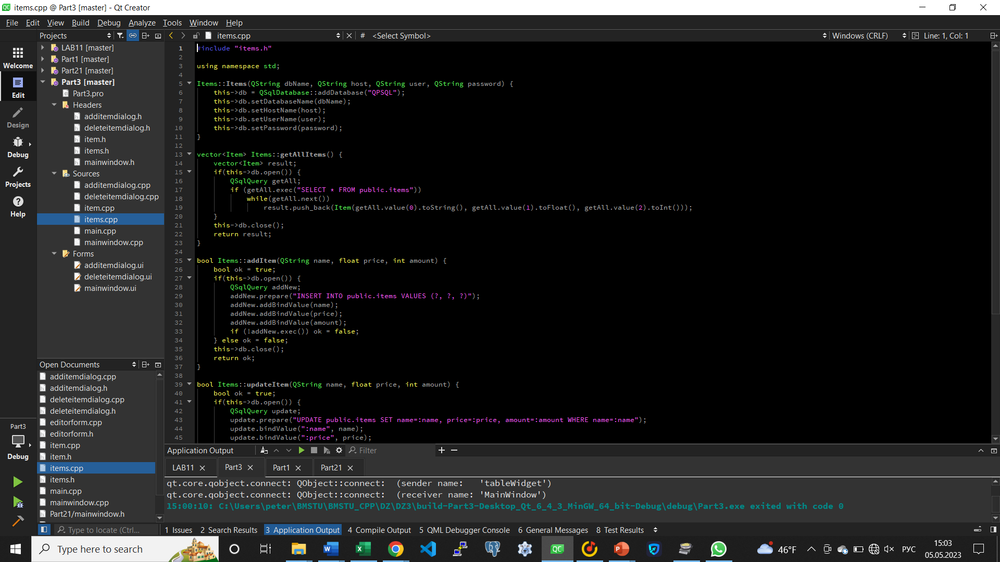 items.cpp @ Part3 [master] - Qt Creator
File Edit View Build Debug Analyze Tools Window Help
Projects
items.cpp
# <Select Symbol>
Windows (CRLF)
Line: 1, Col: 1
Welcome
Edit
Design
Debug
Projects
Help
LAB11 [master]
Part1 [master]
Part21 [master]
Part3 [master]
Part3.pro
Headers
additemdialog.h
deleteitemdialog.h
item.h
items.h
mainwindow.h
Sources
additemdialog.cpp
deleteitemdialog.cpp
item.cpp
items.cpp
main.cpp
mainwindow.cpp
Forms
additemdialog.ui
deleteitemdialog.ui
mainwindow.ui
1 #include "items.h"
2
3 using namespace std;
4
5 Items::Items(QString dbName, QString host, QString user, QString password) {
6     this->db = QSqlDatabase::addDatabase("QPSQL");
7     this->db.setDatabaseName(dbName);
8     this->db.setHostName(host);
9     this->db.setUserName(user);
10     this->db.setPassword(password);
11 }
12
13 vector<Item> Items::getAllItems() {
14     vector<Item> result;
15     if(this->db.open()) {
16         QSqlQuery getAll;
17         if (getAll.exec("SELECT * FROM public.items"))
18             while(getAll.next())
19                 result.push_back(Item(getAll.value(0).toString(), getAll.value(1).toFloat(), getAll.value(2).toInt()));
20     }
21     this->db.close();
22     return result;
23 }
24
25 bool Items::addItem(QString name, float price, int amount) {
26     bool ok = true;
27     if(this->db.open()) {
28         QSqlQuery addNew;
29         addNew.prepare("INSERT INTO public.items VALUES (?, ?, ?)");
30         addNew.addBindValue(name);
31         addNew.addBindValue(price);
32         addNew.addBindValue(amount);
33         if (!addNew.exec()) ok = false;
34     } else ok = false;
35     this->db.close();
36     return ok;
37 }
38
39 bool Items::updateItem(QString name, float price, int amount) {
40     bool ok = true;
41     if(this->db.open()) {
42         QSqlQuery update;
43         update.prepare("UPDATE public.items SET name=:name, price=:price, amount=:amount WHERE name=:name");
44         update.bindValue(":name", name);
45         update.bindValue(":price", price);
Open Documents
additemdialog.cpp
additemdialog.h
deleteitemdialog.cpp
deleteitemdialog.h
editorform.cpp
editorform.h
item.cpp
item.h
items.cpp
items.h
main.cpp
mainwindow.cpp
Part21/mainwindow.h
Part3
Debug
Application Output
Filter
LAB11
Part3
Part1
Part21
qt.core.qobject.connect: QObject::connect:  (sender name:   'tableWidget')
qt.core.qobject.connect: QObject::connect:  (receiver name: 'MainWindow')
15:00:10: C:\Users\peter\BMSTU\BMSTU_CPP\DZ\DZ3\build-Part3-Desktop_Qt_6_4_3_MinGW_64_bit-Debug\debug\Part3.exe exited with code 0
Type to locate (Ctrl...
1 Issues 2 Search Results 3 Application Output 4 Compile Output 5 QML Debugger Console 6 General Messages 8 Test Results
Type here to search
46°F
РУС
15:03
05.05.2023